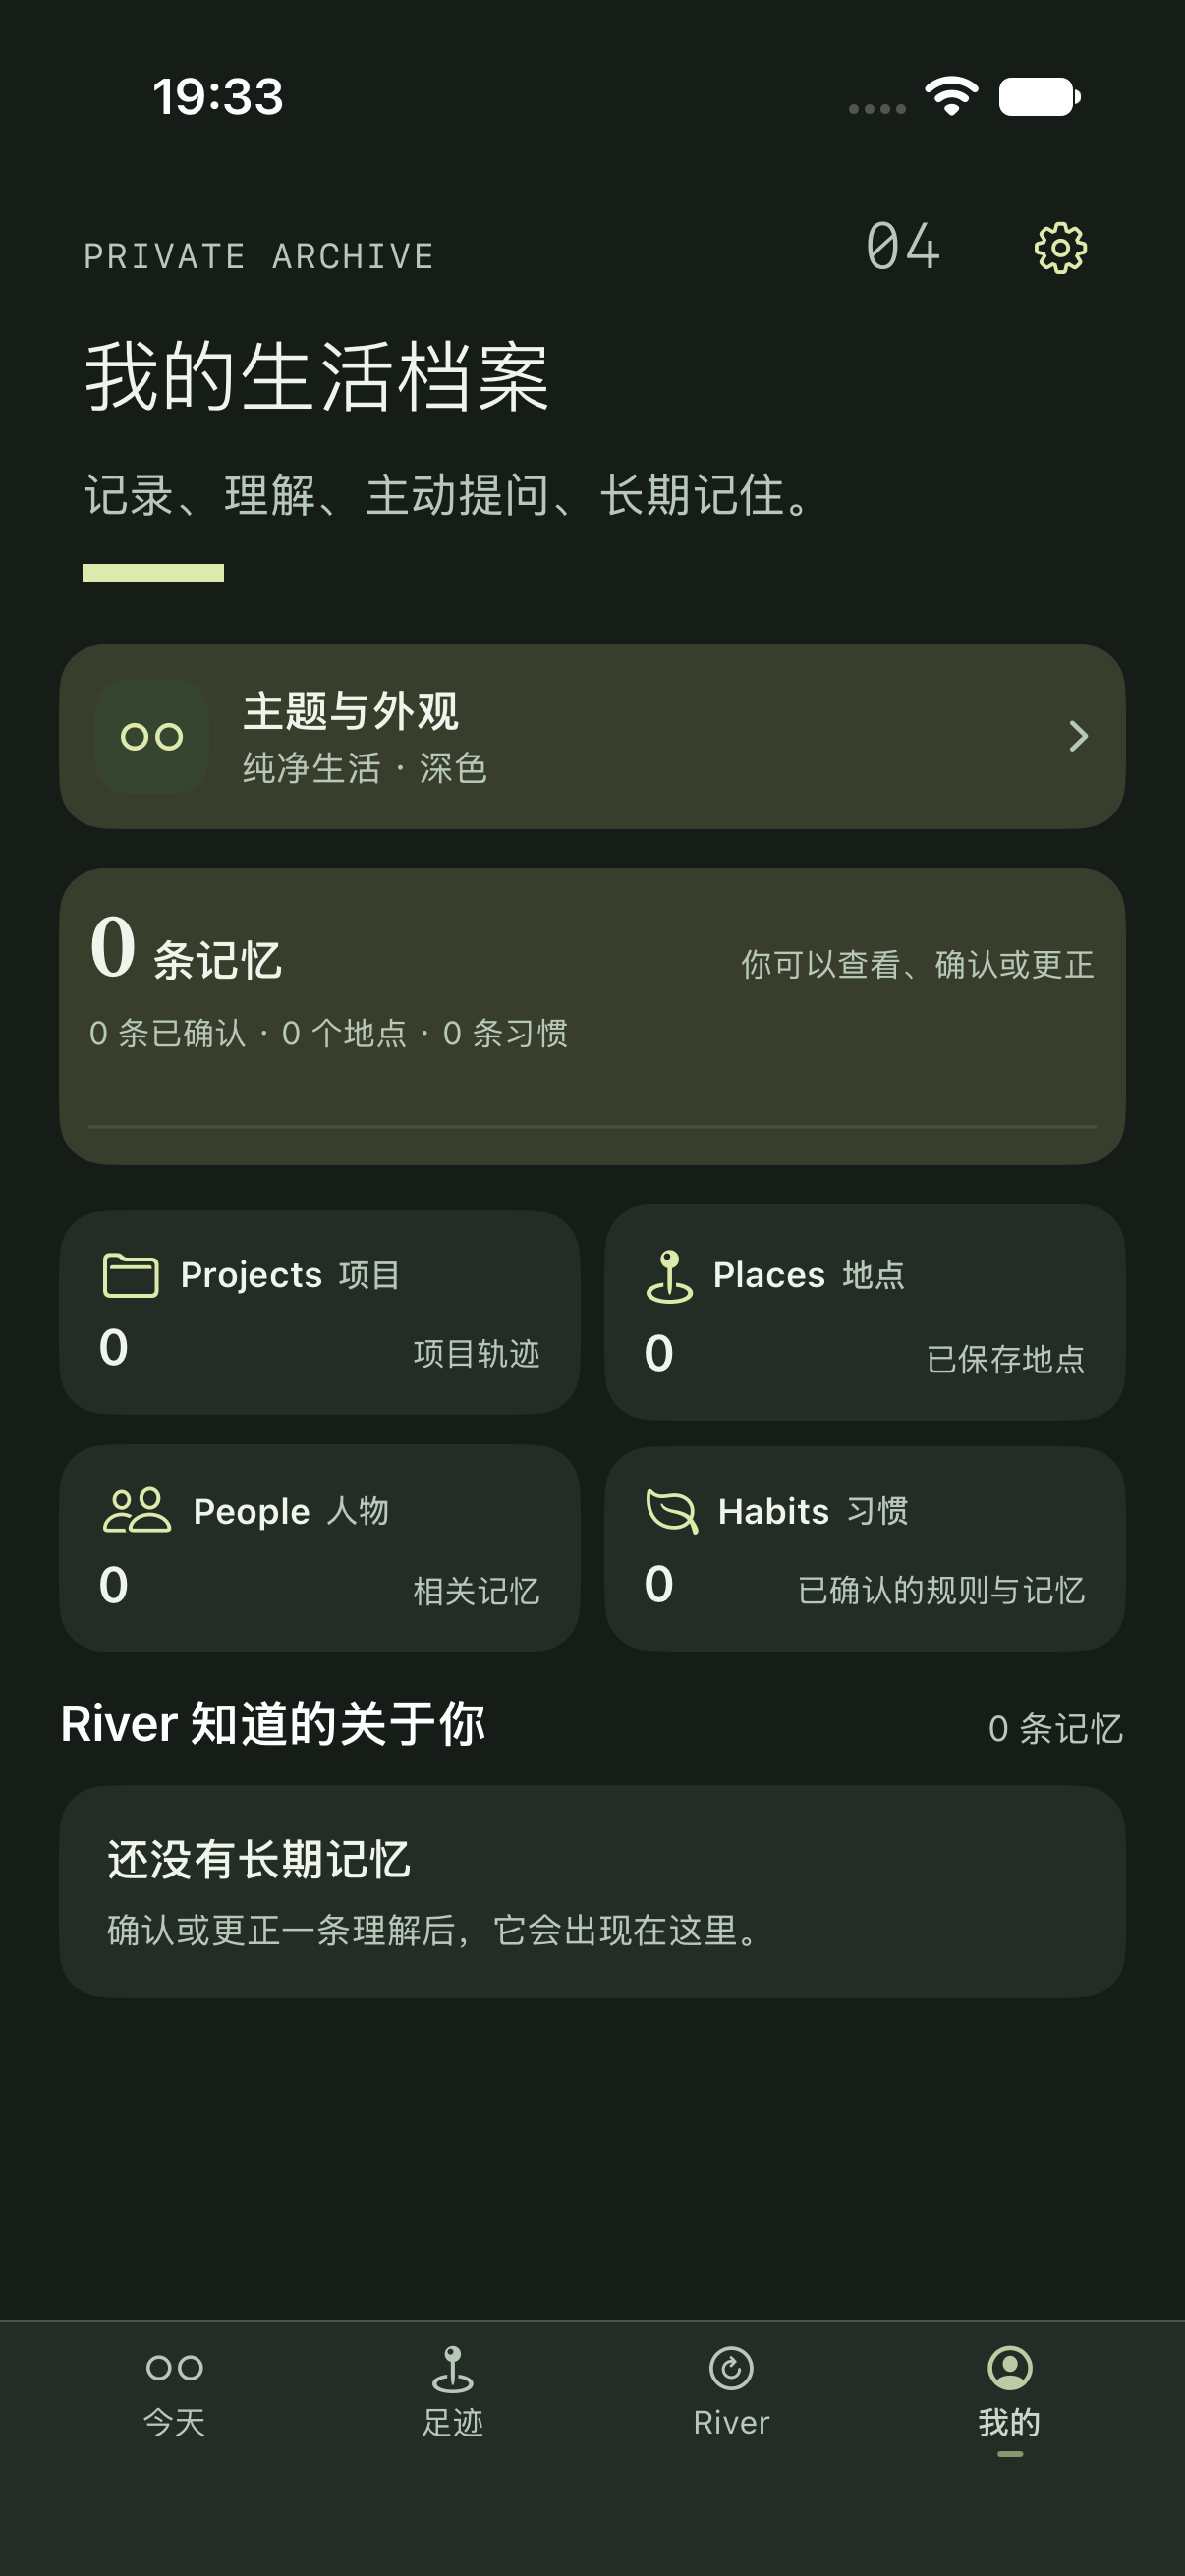 19:33
PRIVATE ARCHIVE 04
我的生活档案
记录、理解、主动提问、长期记住。
主题与外观
纯净生活 · 深色
0 条记忆 你可以查看、确认或更正
0 条已确认 · 0 个地点 · 0 条习惯
Projects 项目
0 项目轨迹
Places 地点
0 已保存地点
People 人物
0 相关记忆
Habits 习惯
0 已确认的规则与记忆
River 知道的关于你 0 条记忆
还没有长期记忆
确认或更正一条理解后，它会出现在这里。
今天 足迹 River 我的